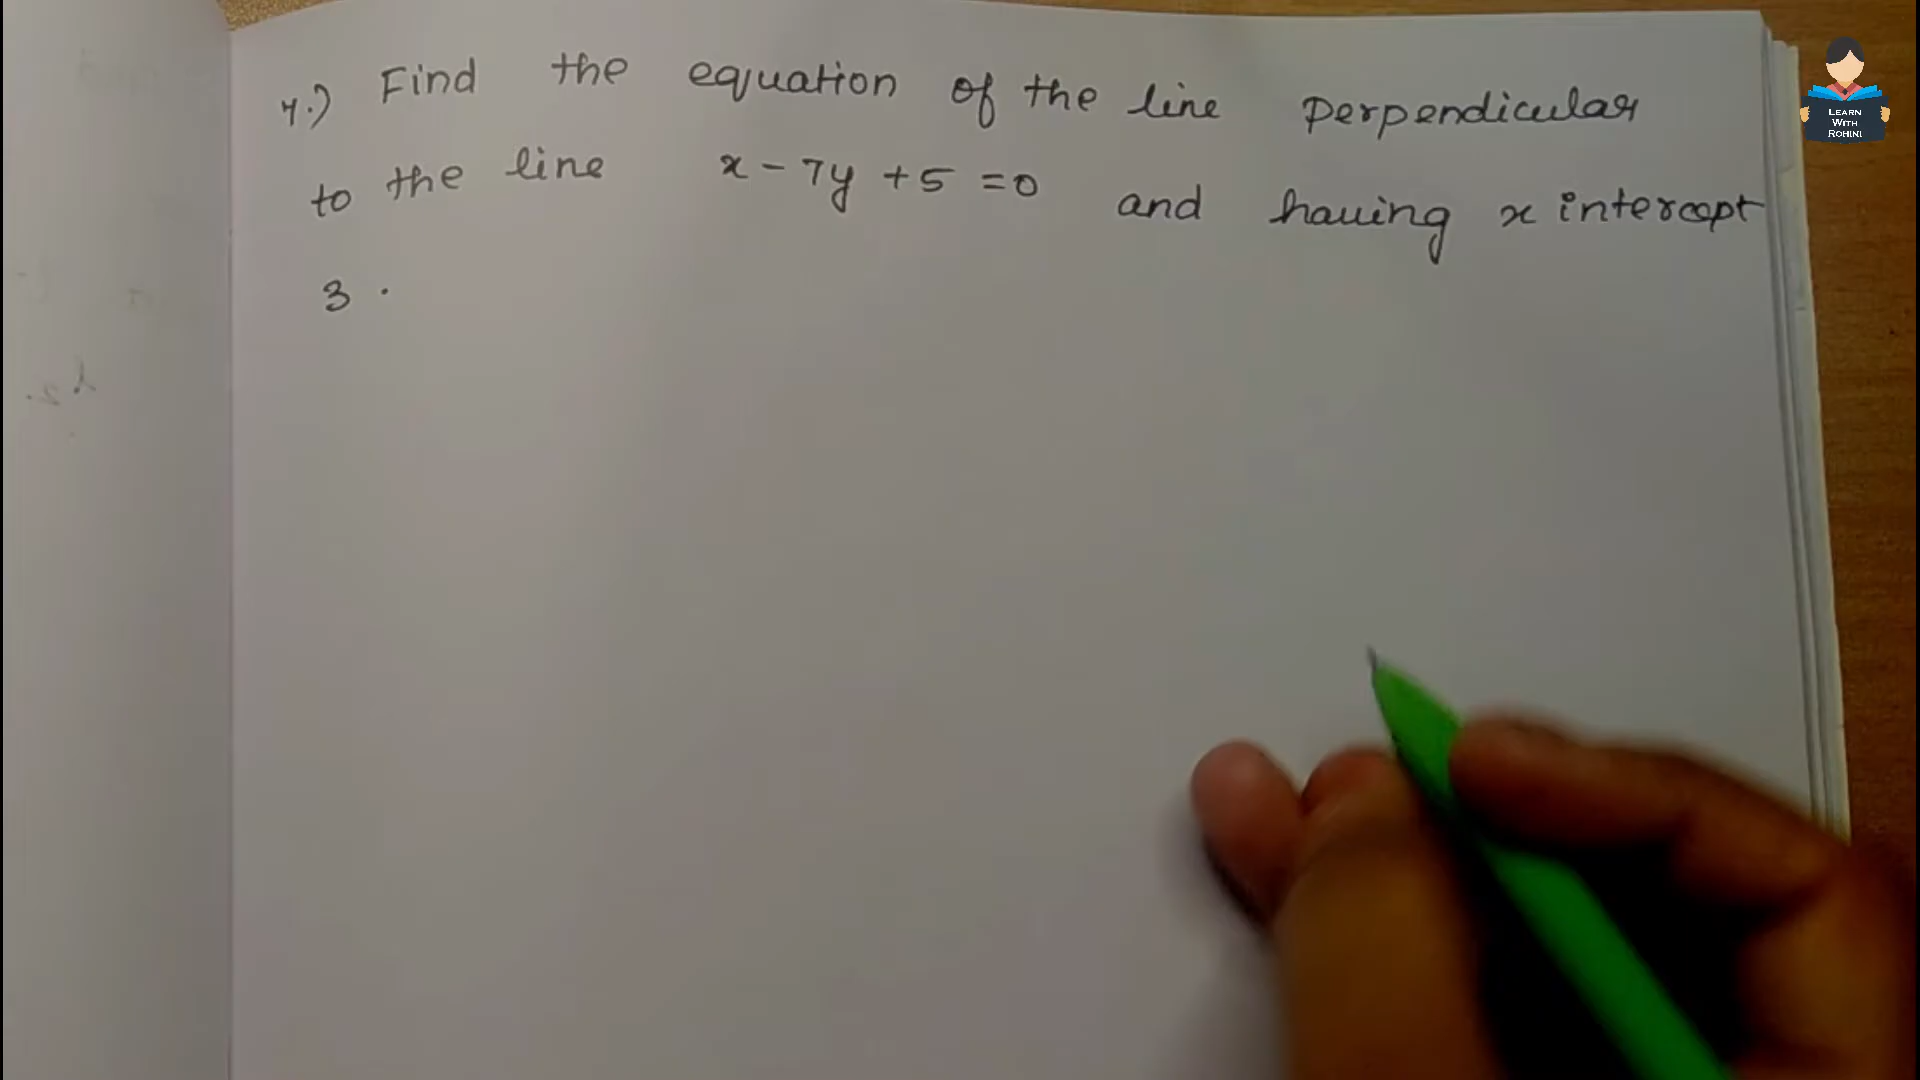 7.) Find the equation of the line perpendicular
to the line x - 7y + 5 = 0 and having x intercept
3 .
LEARN
WITH
ROHINI